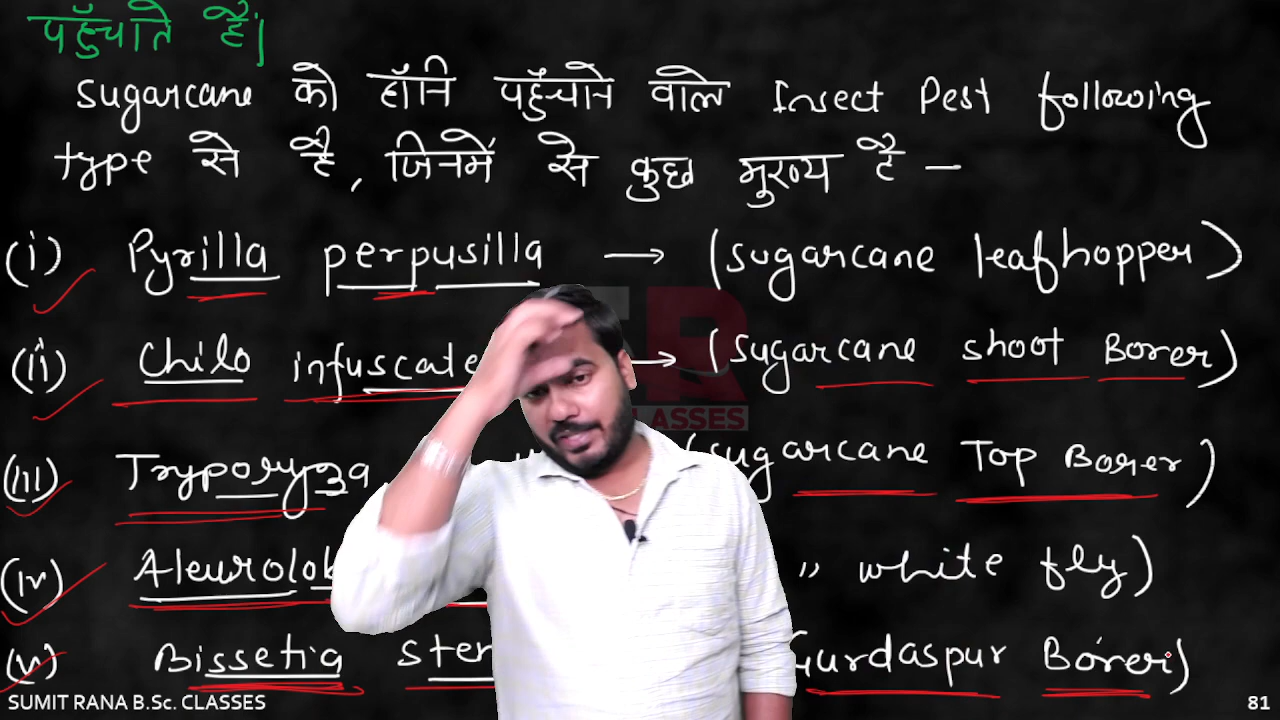 पहुँचाते हैं।
Sugarcane को हॉनि पहुँचाने वाले Insect Pest following
type से है, जिनमें से कुछ मुख्य है –
(i) Pyrilla perpusilla → (Sugarcane leafhopper)
(ii) Chilo infuscate → (Sugarcane shoot Borer)
(iii) Tryporyza (Sugarcane Top Borer)
(iv) Aleurolob " white fly)
(v) Bissetia ster Gurdaspur Borer)
CLASSES
SUMIT RANA B.Sc. CLASSES
81